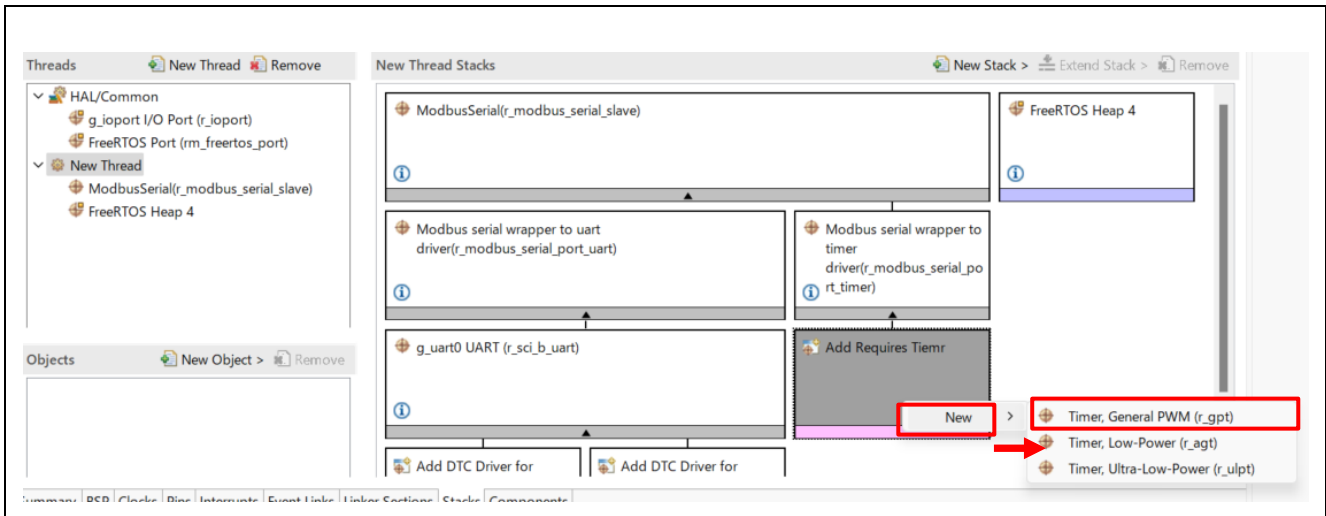 Threads
New Thread
Remove
HAL/Common
g_ioport I/O Port (r_ioport)
FreeRTOS Port (rm_freertos_port)
New Thread
ModbusSerial(r_modbus_serial_slave)
FreeRTOS Heap 4
Objects
New Object >
Remove
New Thread Stacks
New Stack >
Extend Stack >
Remove
ModbusSerial(r_modbus_serial_slave)
FreeRTOS Heap 4
Modbus serial wrapper to uart
driver(r_modbus_serial_port_uart)
Modbus serial wrapper to
timer
driver(r_modbus_serial_po
rt_timer)
g_uart0 UART (r_sci_b_uart)
Add Requires Tiemr
New
Timer, General PWM (r_gpt)
Timer, Low-Power (r_agt)
Timer, Ultra-Low-Power (r_ulpt)
Add DTC Driver for
Add DTC Driver for
BSP Clocks Pins Interrupts Event Links Linker Sections Stacks Components